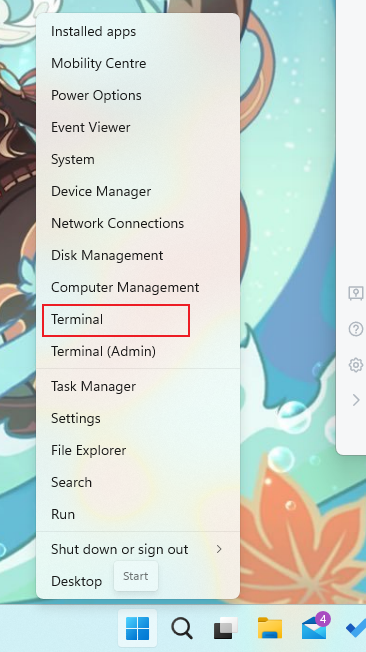 Installed apps
Mobility Centre
Power Options
Event Viewer
System
Device Manager
Network Connections
Disk Management
Computer Management
Terminal
Terminal (Admin)
Task Manager
Settings
File Explorer
Search
Run
Shut down or sign out
Desktop
Start
4